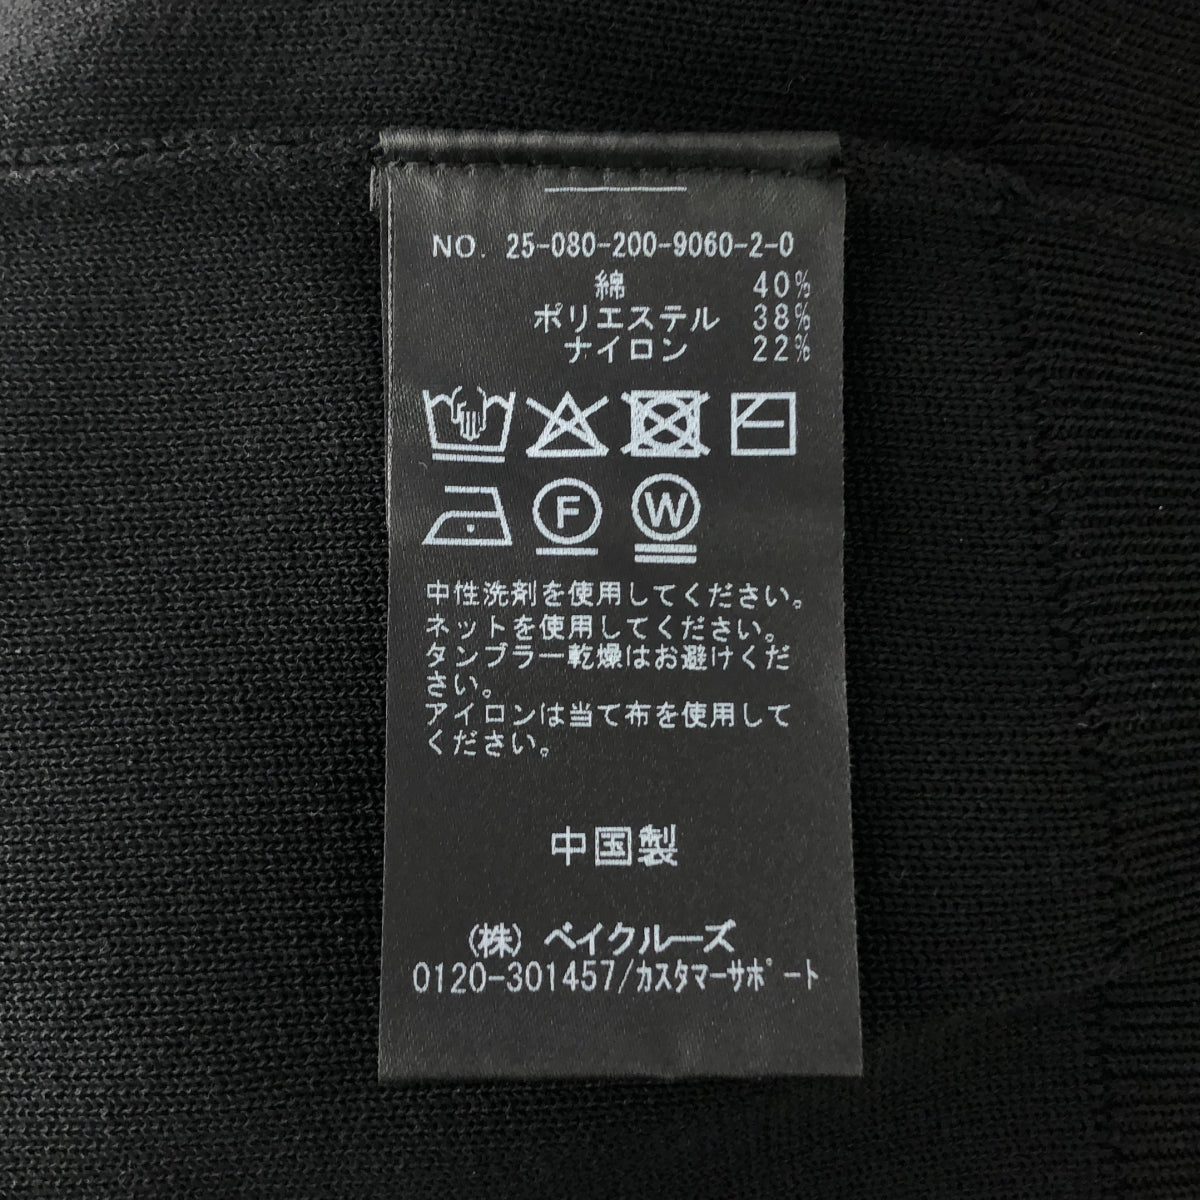 NO. 25-080-200-9060-2-0
綿 40%
ポリエステル 38%
ナイロン 22%
F W
中性洗剤を使用してください。
ネットを使用してください。
タンブラー乾燥はお避けくだ
さい。
アイロンは当て布を使用して
ください。
中国製
(株) ベイクルーズ
0120-301457/カスタマーサポート